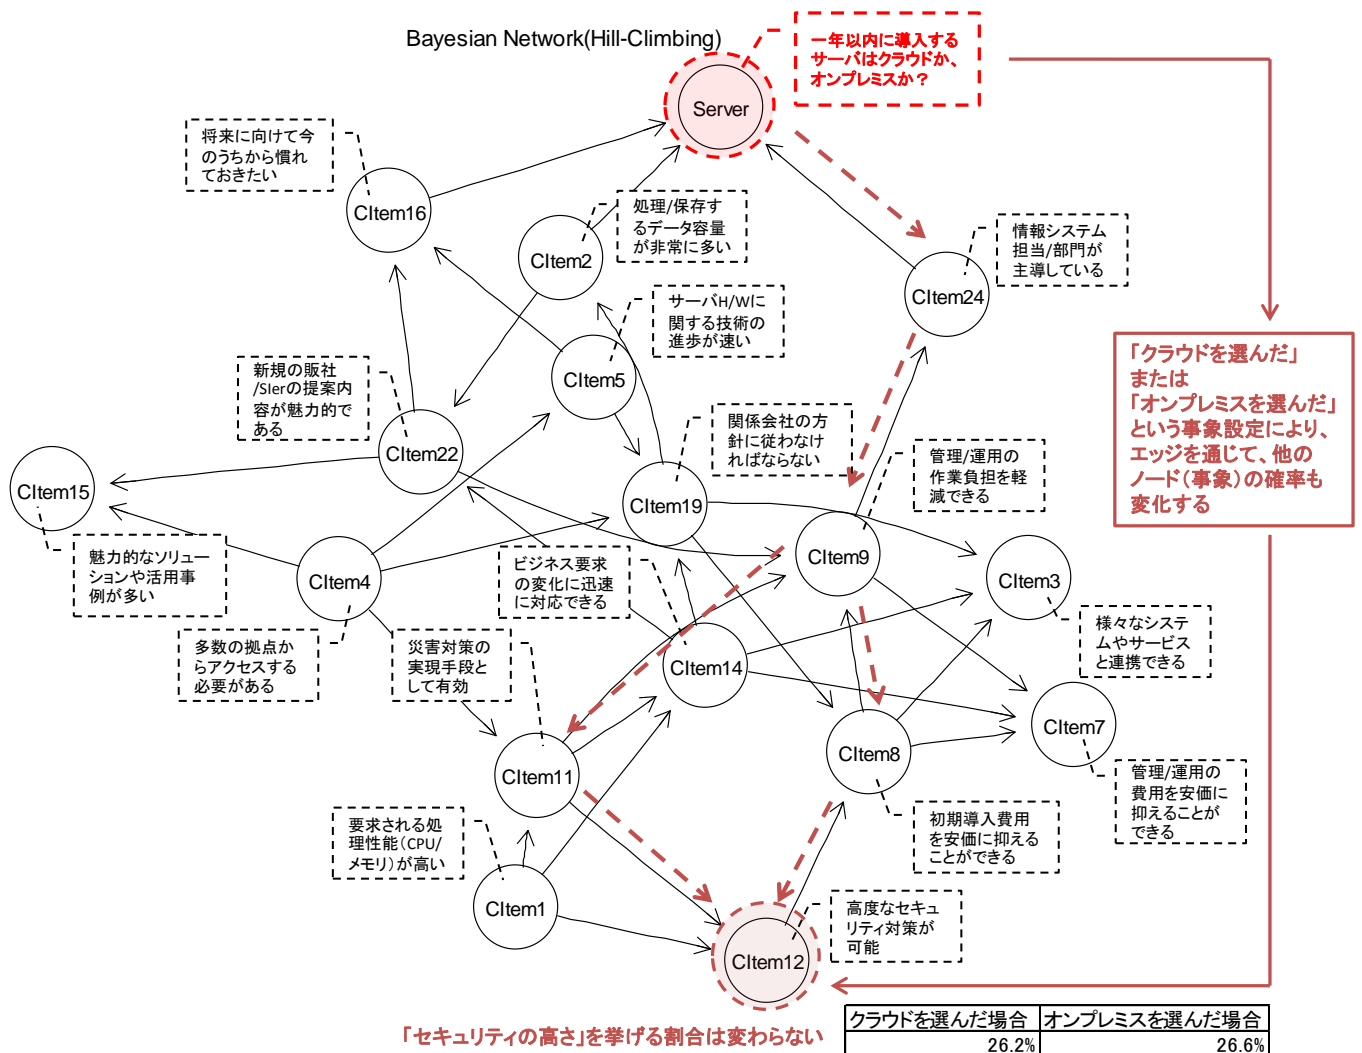 Bayesian Network(Hill-Climbing)
一年以内に導入する
サーバはクラウドか、
オンプレミスか？
Server
将来に向けて今
のうちから慣れ
ておきたい
CItem16
処理/保存す
るデータ容量
が非常に多い
CItem2
情報システム
担当/部門が
主導している
CItem24
サーバH/Wに
関する技術の
進歩が速い
CItem5
「クラウドを選んだ」
または
「オンプレミスを選んだ」
という事象設定により、
エッジを通じて、他の
ノード（事象）の確率も
変化する
新規の販社
/SIerの提案内
容が魅力的で
ある
CItem22
関係会社の方
針に従わなけ
ればならない
CItem19
管理/運用の
作業負担を軽
減できる
CItem9
CItem15
魅力的なソリュー
ションや活用事
例が多い
CItem4
多数の拠点か
らアクセスする
必要がある
ビジネス要求
の変化に迅速
に対応できる
CItem14
CItem3
様々なシステ
ムやサービス
と連携できる
災害対策の
実現手段と
して有効
CItem11
CItem8
初期導入費用
を安価に抑える
ことができる
CItem7
管理/運用の
費用を安価に
抑えることが
できる
要求される処
理性能（CPU/
メモリ）が高い
CItem1
高度なセキュ
リティ対策が
可能
CItem12
「セキュリティの高さ」を挙げる割合は変わらない
クラウドを選んだ場合 オンプレミスを選んだ場合
26.2% 26.6%